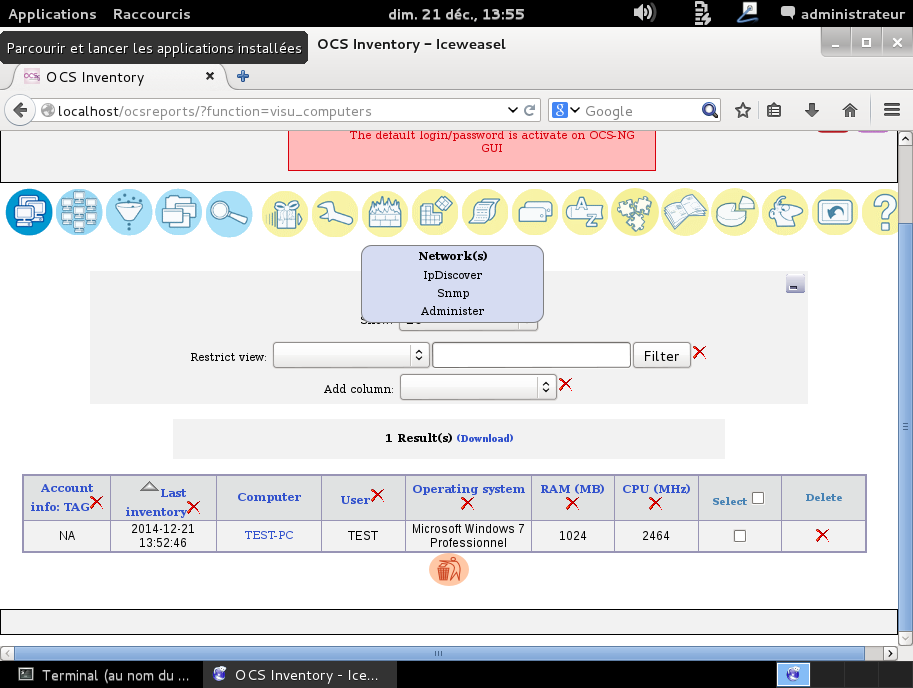 Applications Raccourcis dim. 21 déc., 13:55 administrateur
Parcourir et lancer les applications installées
OCS Inventory - Iceweasel
OCS Inventory
localhost/ocsreports/?function=visu_computers
Google
The default login/password is activate on OCS-NG
GUI
Network(s)
IpDiscover
Snmp
Administer
Restrict view: Filter
Add column:
1 Result(s) (Download)
Account info: TAG Last inventory Computer User Operating system RAM (MB) CPU (MHz) Select Delete
NA 2014-12-21 13:52:46 TEST-PC TEST Microsoft Windows 7 Professionnel 1024 2464
Terminal (au nom du ... OCS Inventory - Ice...